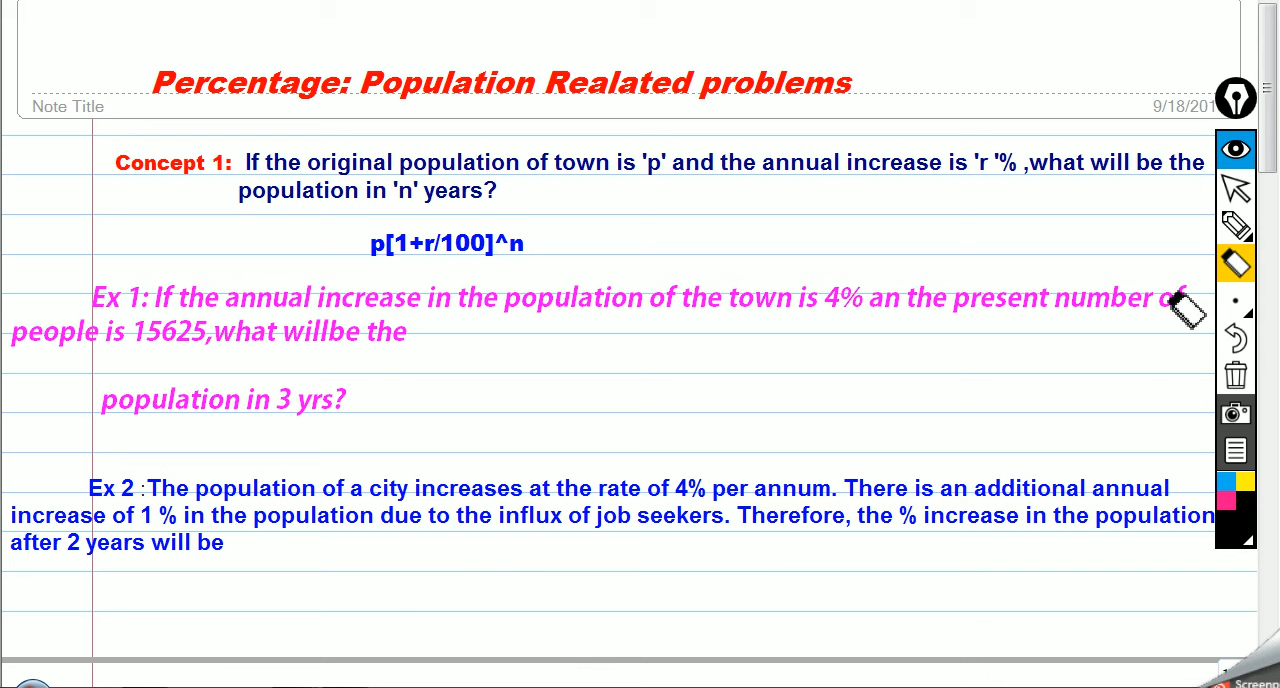 Percentage: Population Realated problems
Note Title
9/18/201
Concept 1: If the original population of town is 'p' and the annual increase is 'r '% ,what will be the
population in 'n' years?
p[1+r/100]^n
Ex 1: If the annual increase in the population of the town is 4% an the present number of
people is 15625,what willbe the
population in 3 yrs?
Ex 2 :The population of a city increases at the rate of 4% per annum. There is an additional annual
increase of 1 % in the population due to the influx of job seekers. Therefore, the % increase in the population
after 2 years will be